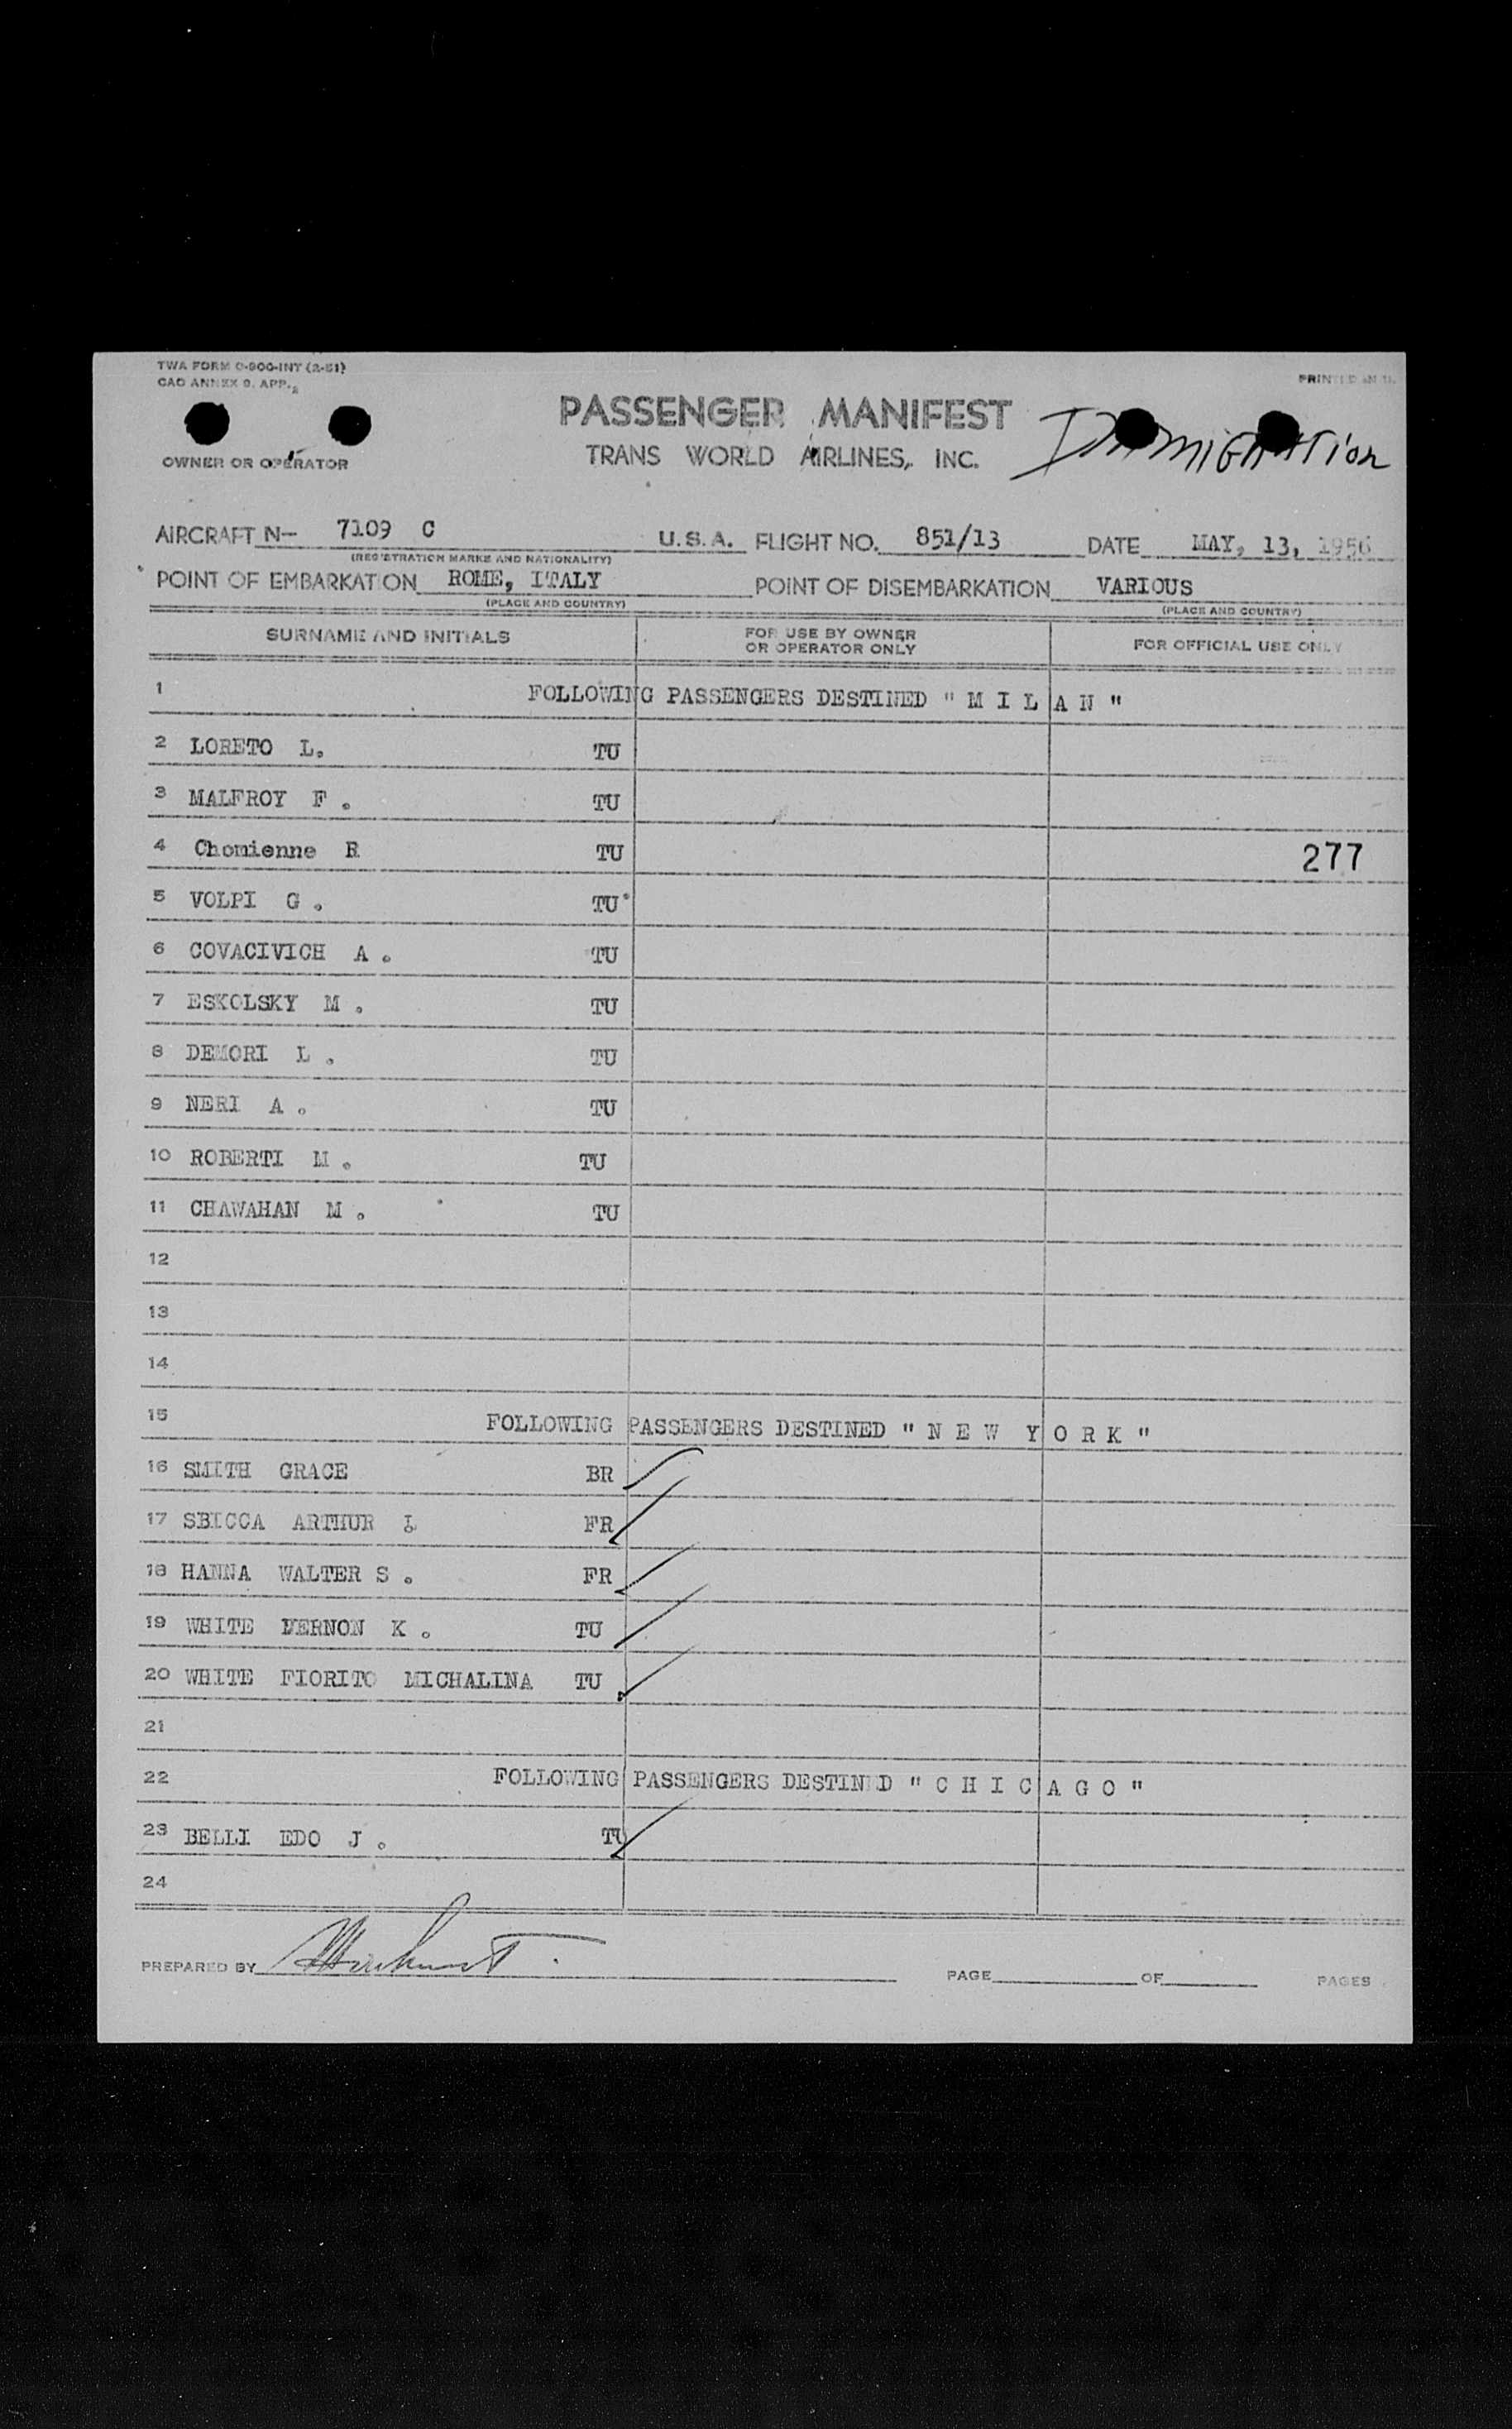 TWA FORM O-900-INT (2-51)
CAO ANNEX 9, APP. 2
PRINTED IN
PASSENGER MANIFEST
Immigration
TRANS WORLD AIRLINES, INC.
OWNER OR OPERATOR
AIRCRAFT N- 7109 C U.S.A. FLIGHT NO. 851/13 DATE MAY, 13, 1956
(REGISTRATION MARKS AND NATIONALITY)
POINT OF EMBARKATION ROME, ITALY POINT OF DISEMBARKATION VARIOUS
(PLACE AND COUNTRY) (PLACE AND COUNTRY)
SURNAME AND INITIALS FOR USE BY OWNER OR OPERATOR ONLY FOR OFFICIAL USE ONLY
1 FOLLOWING PASSENGERS DESTINED " M I L A N "
2 LORETO L. TU
3 MALFROY F . TU
4 Chomienne R TU 277
5 VOLPI G . TU
6 COVACIVICH A . TU
7 ESKOLSKY M . TU
8 DEMORI L . TU
9 NERI A . TU
10 ROBERTI M . TU
11 CHAWAHAN M . TU
12
13
14
15 FOLLOWING PASSENGERS DESTINED " N E W Y O R K "
16 SMITH GRACE BR
17 SBICCA ARTHUR L FR
18 HANNA WALTER S . FR
19 WHITE VERNON K . TU
20 WHITE FIORITO MICHALINA TU
21
22 FOLLOWING PASSENGERS DESTINED " C H I C A G O "
23 BELLI EDO J . TU
24
PREPARED BY PAGE OF PAGES